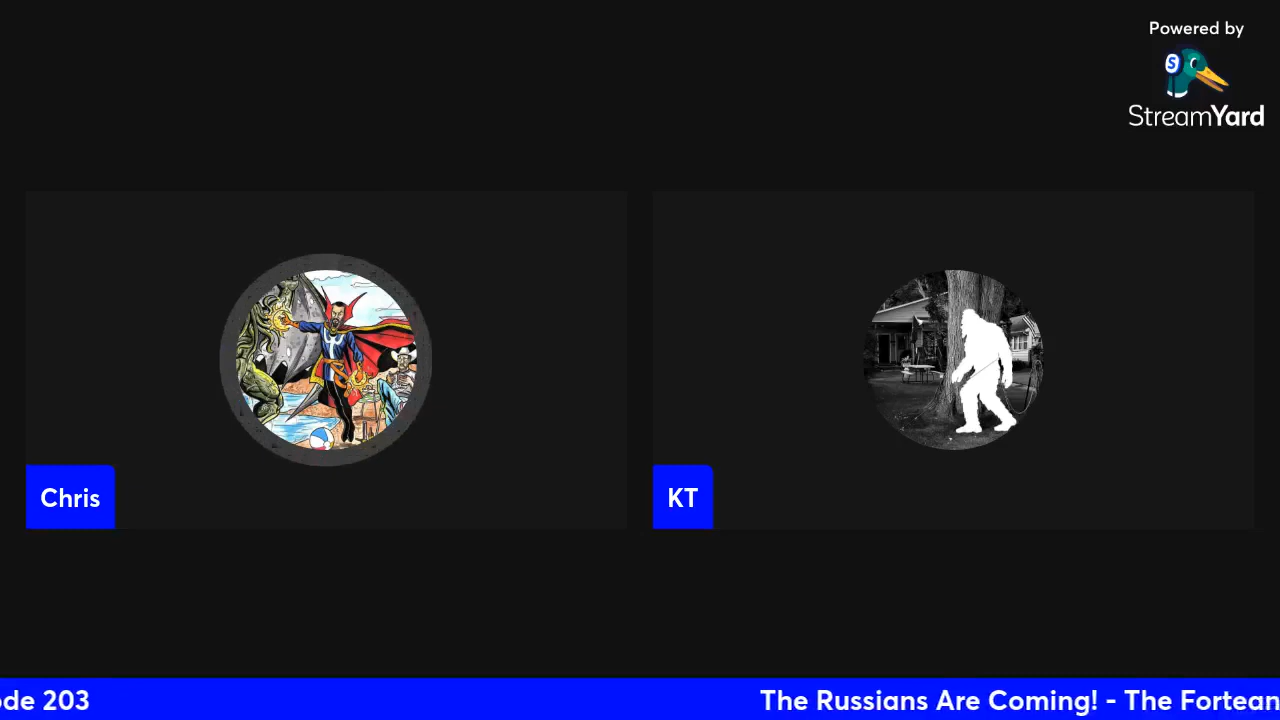 Powered by
StreamYard
Chris
KT
ode 203
The Russians Are Coming! - The Fortean